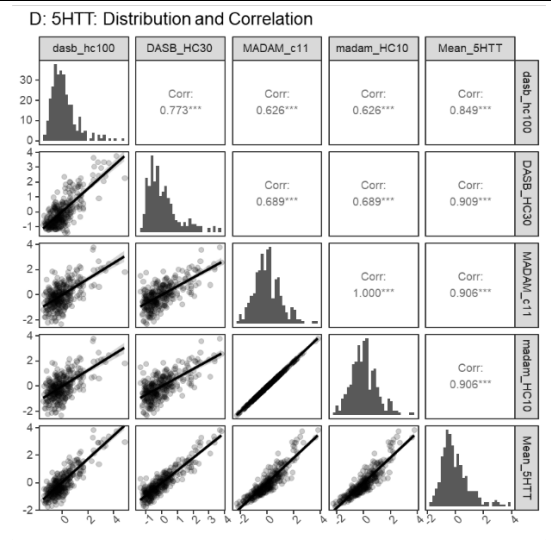 D: 5HTT: Distribution and Correlation
dasb_hc100 DASB_HC30 MADAM_c11 madam_HC10 Mean_5HTT
30
20
10
0
Corr:
0.773***
Corr:
0.626***
Corr:
0.626***
Corr:
0.849***
dasb_hc100
4
3
2
1
0
-1
Corr:
0.689***
Corr:
0.689***
Corr:
0.909***
DASB_HC30
4
2
0
-2
Corr:
1.000***
Corr:
0.906***
MADAM_c11
4
2
0
-2
Corr:
0.906***
madam_HC10
4
2
0
-2
Mean_5HTT
0 2 4
-1 0 1 2 3 4
-2 0 2 4
-2 0 2 4
-2 0 2 4